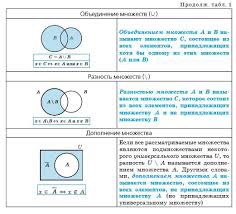 Продолж. табл. 1
Объединение множеств (∪)
A
B
C = A ∪ B
x ∈ C ⇔ x ∈ A или x ∈ B
Объединением множеств A и B называют множество C, состоящее из
всех элементов, принадлежащих
хотя бы одному из этих множеств
(A или B)
Разность множеств (\)
A\B
B
C = A\B
x ∈ A\B ⇔ x ∈ A и x ∉ B
Разностью множеств A и B называется множество C, которое состоит
из всех элементов, принадлежащих
множеству A и не принадлежащих
множеству B
Дополнение множества
U
A
A
x ∈ A ⇔ x ∉ A
Если все рассматриваемые множества
являются подмножествами некоторого универсального множества U, то
разность U \ A называется дополнением множества A. Другими словами, дополнением множества A называется множество, состоящее из
всех элементов, не принадлежащих
множеству A (но принадлежащих
универсальному множеству)